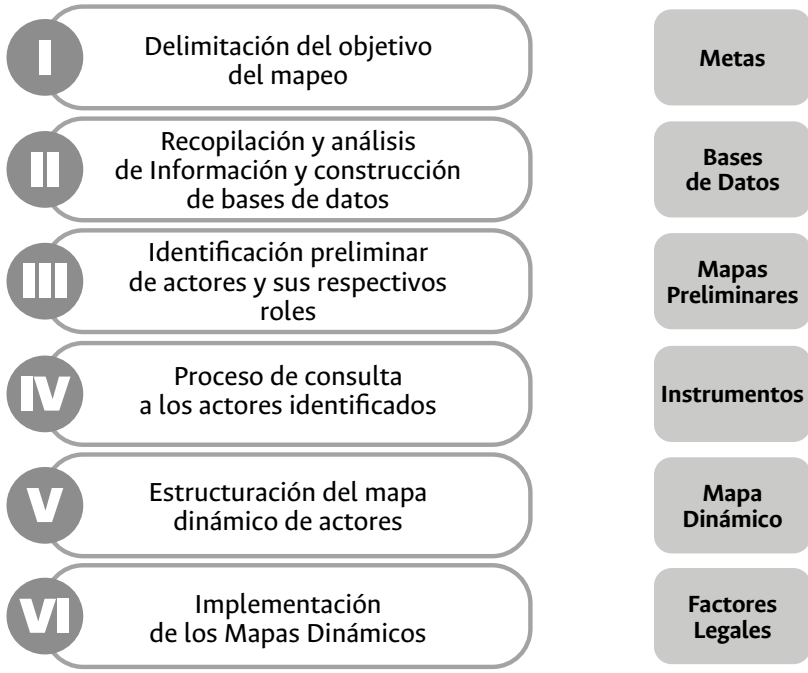 I
Delimitación del objetivo
del mapeo
Metas
II
Recopilación y análisis
de Información y construcción
de bases de datos
Bases
de Datos
III
Identificación preliminar
de actores y sus respectivos
roles
Mapas
Preliminares
IV
Proceso de consulta
a los actores identificados
Instrumentos
V
Estructuración del mapa
dinámico de actores
Mapa
Dinámico
VI
Implementación
de los Mapas Dinámicos
Factores
Legales